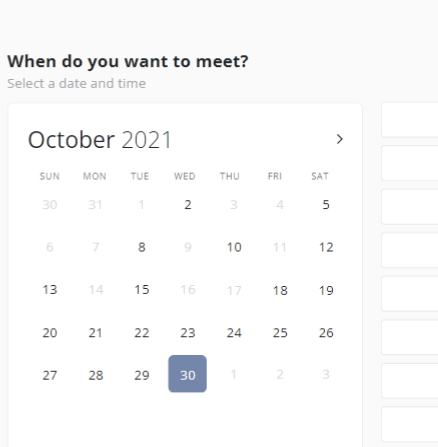 When do you want to meet?
Select a date and time
October 2021
SUN MON TUE WED THU FRI SAT
30 31 1 2 3 4 5
6 7 8 9 10 11 12
13 14 15 16 17 18 19
20 21 22 23 24 25 26
27 28 29 30 1 2 3